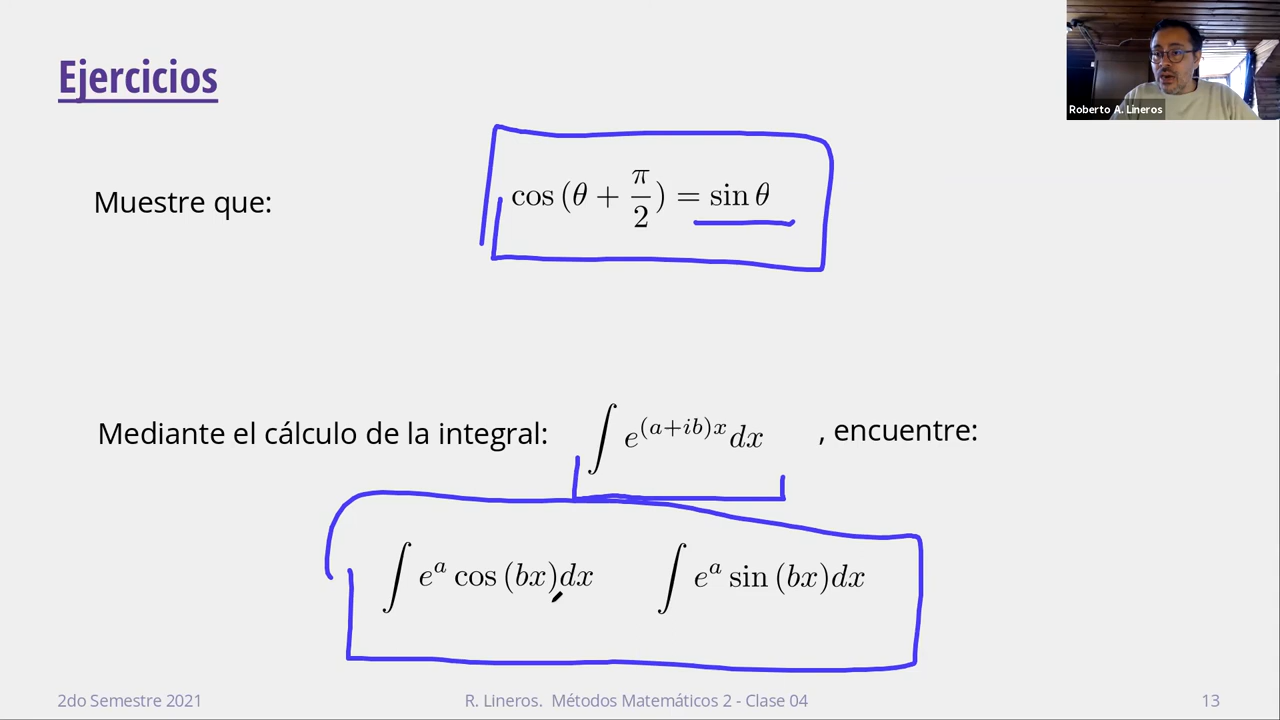 Ejercicios
Roberto A. Lineros
Muestre que: cos (θ + π/2) = sin θ
Mediante el cálculo de la integral: ∫ e^{(a+ib)x} dx , encuentre:
∫ e^a cos (bx)dx ∫ e^a sin (bx)dx
2do Semestre 2021 R. Lineros. Métodos Matemáticos 2 - Clase 04 13